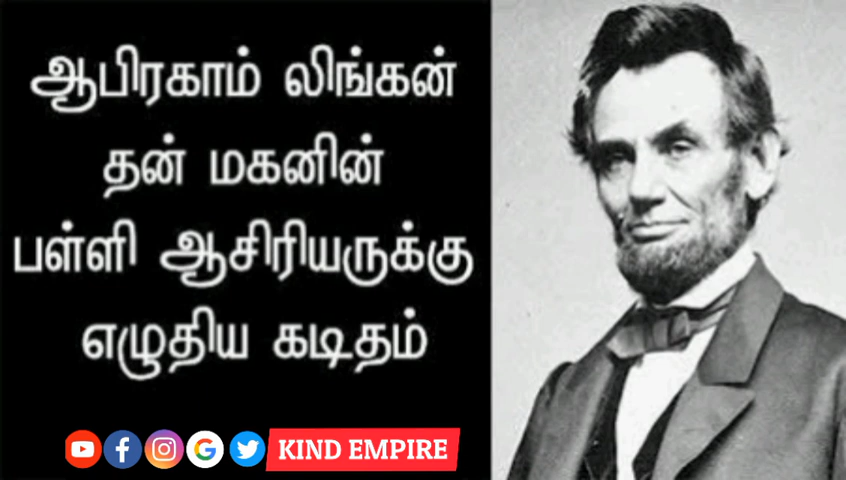 ஆபிரகாம் லிங்கன்
தன் மகனின்
பள்ளி ஆசிரியருக்கு
எழுதிய கடிதம்
KIND EMPIRE